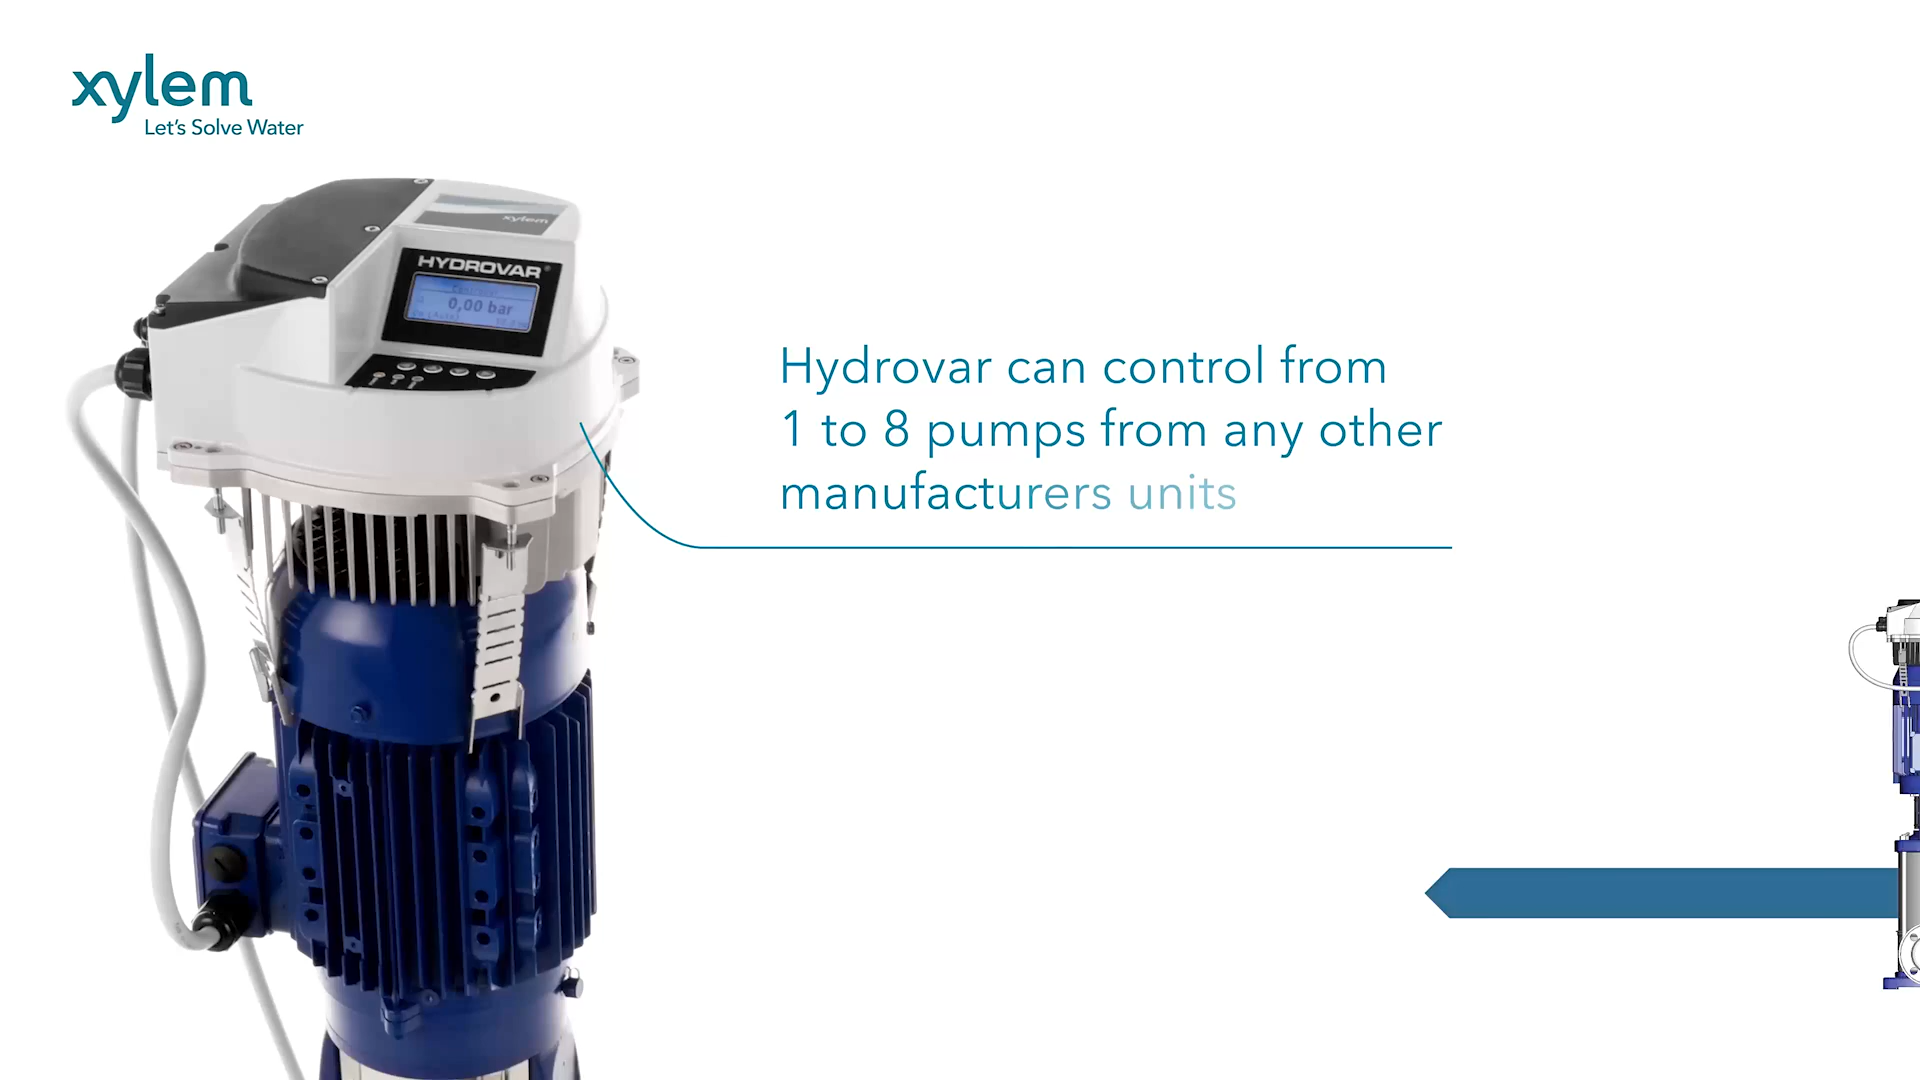 xylem
Let's Solve Water
xylem
HYDROVAR®
0,00 bar
Hydrovar can control from
1 to 8 pumps from any other
manufacturers units